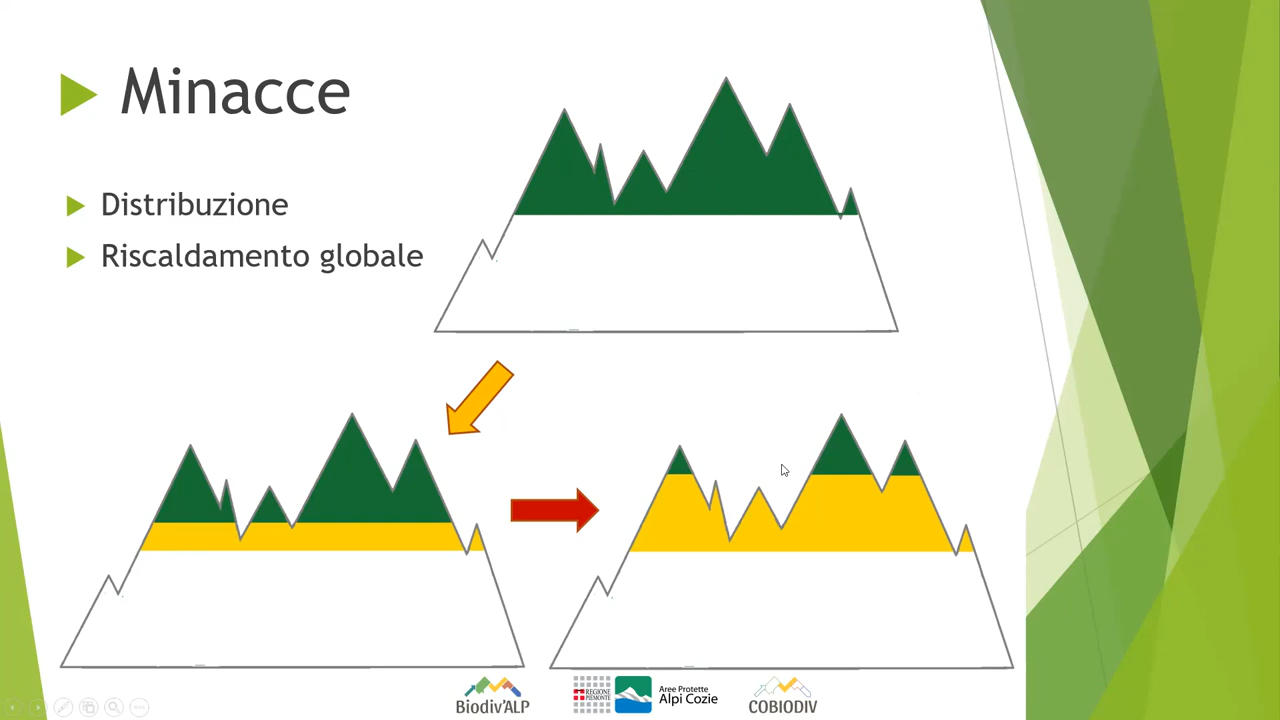 Minacce
Distribuzione
Riscaldamento globale
Biodiv'ALP
REGIONE
PIEMONTE
Aree Protette
Alpi Cozie
COBIODIV